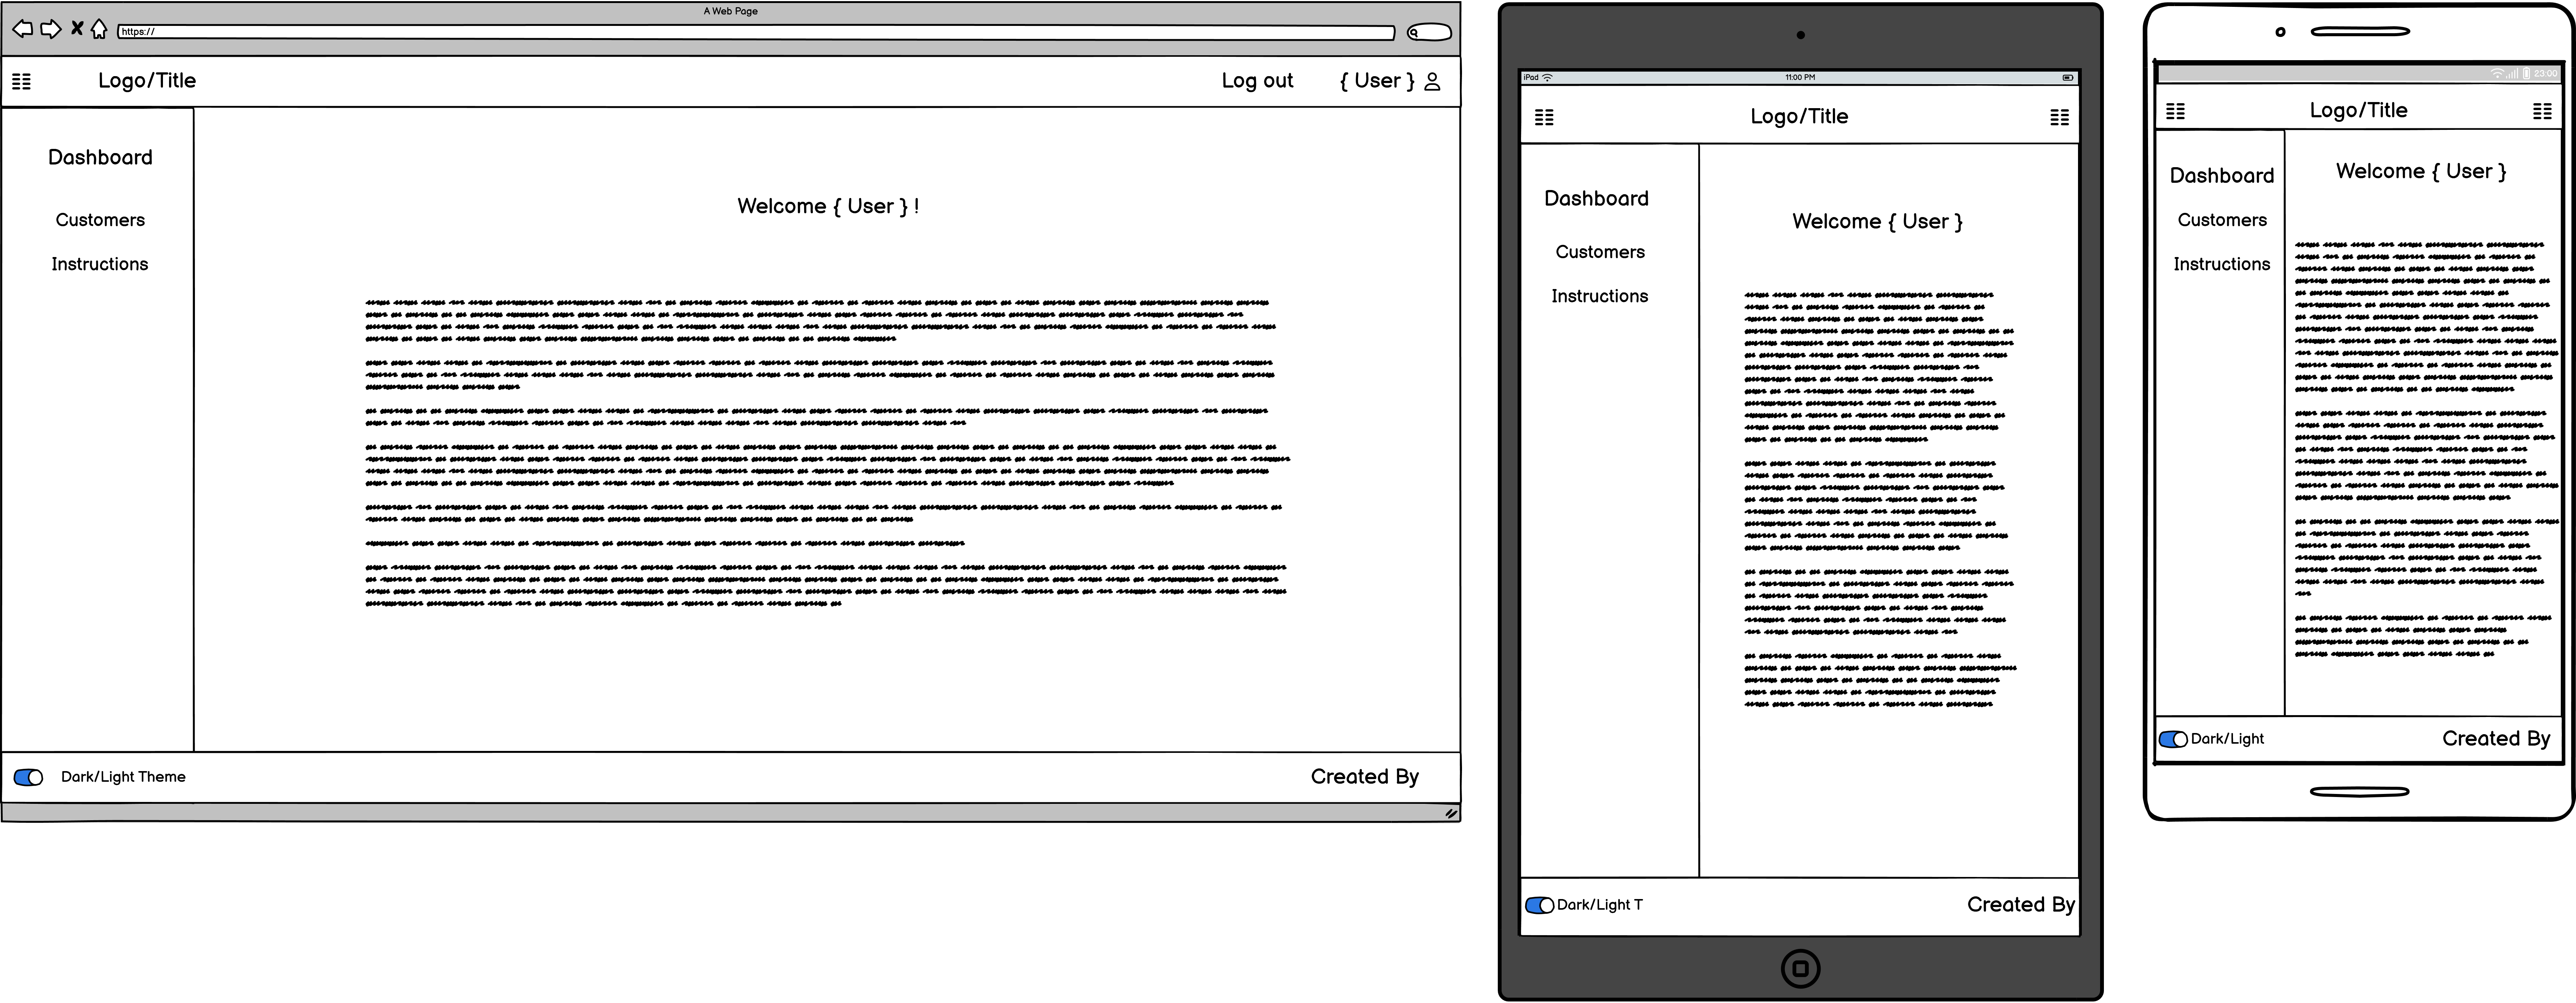 A Web Page
https://
Logo/Title
Log out
{ User }
Dashboard
Customers
Instructions
Welcome { User } !
Dark/Light Theme
Created By
iPad
11:00 PM
Logo/Title
Dashboard
Customers
Instructions
Welcome { User }
Dark/Light T
Created By
23:00
Logo/Title
Dashboard
Customers
Instructions
Welcome { User }
Dark/Light
Created By